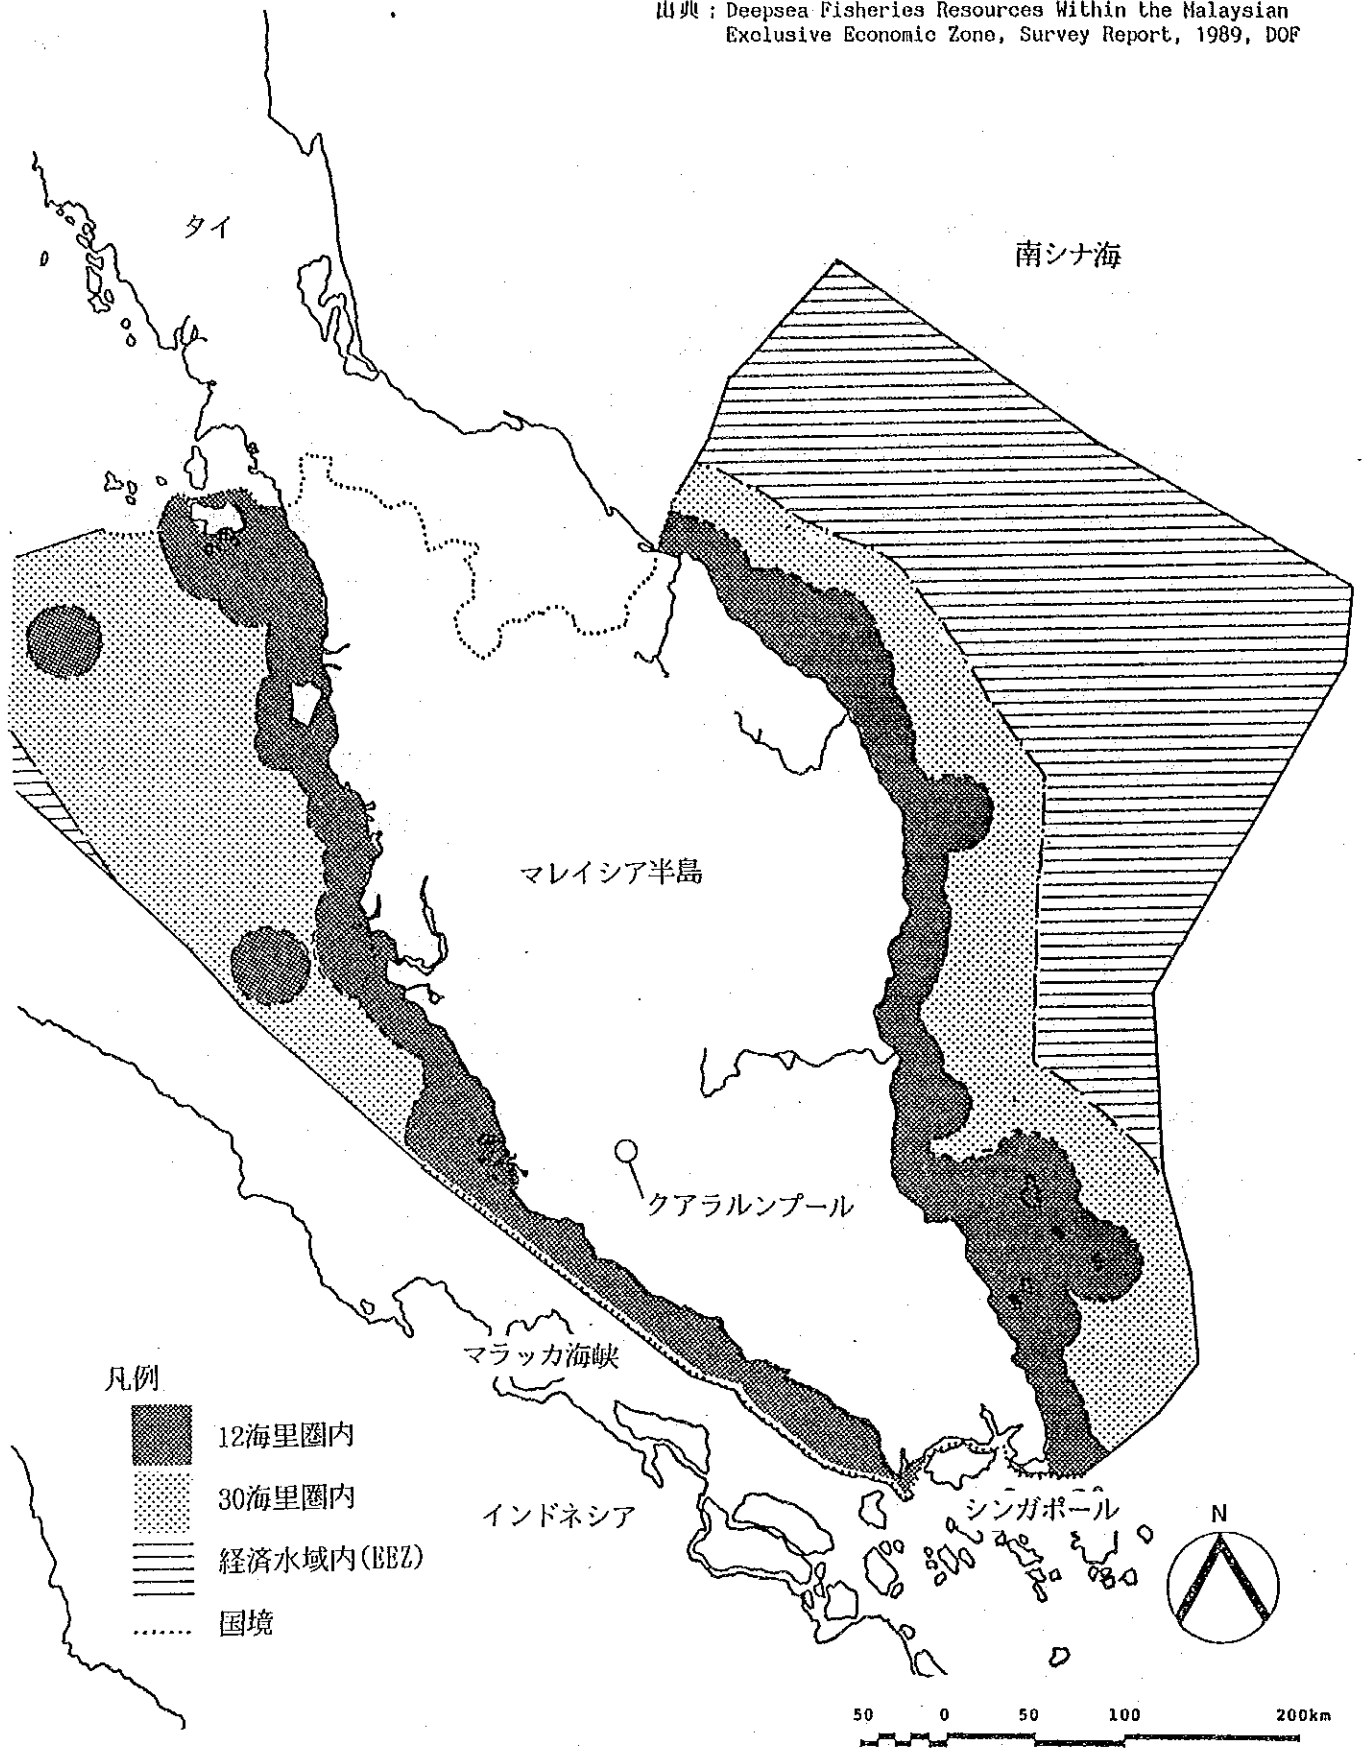 出典 ; Deepsea Fisheries Resources Within the Malaysian
Exclusive Economic Zone, Survey Report, 1989, DOF
タイ
南シナ海
マレイシア半島
クアラルンプール
マラッカ海峡
凡例
12海里圏内
30海里圏内
インドネシア
シンガポール
N
経済水域内(EEZ)
国境
50 0 50 100 200km